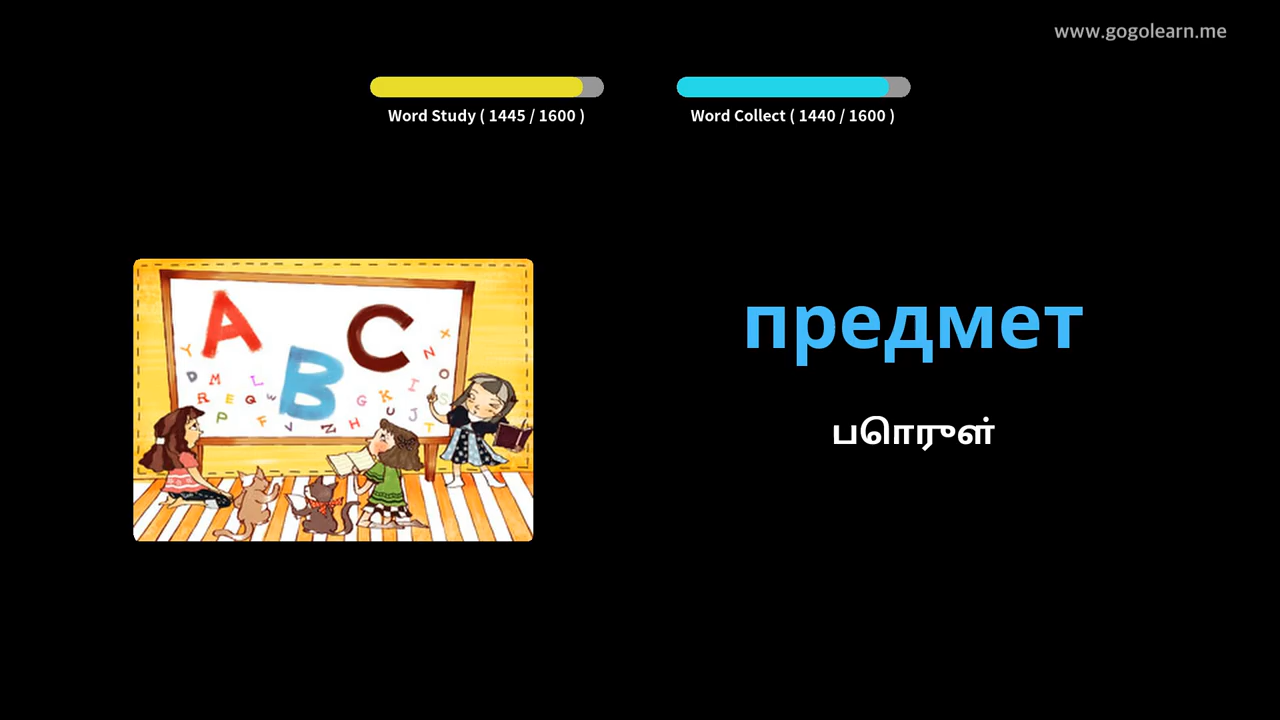 www.gogolearn.me
Word Study ( 1445 / 1600 )
Word Collect ( 1440 / 1600 )
A
C
B
X
Y
N
D
M
L
O
I
R
E
Q
W
G
K
S
P
F
V
Z
H
U
J
T
предмет
பொருள்